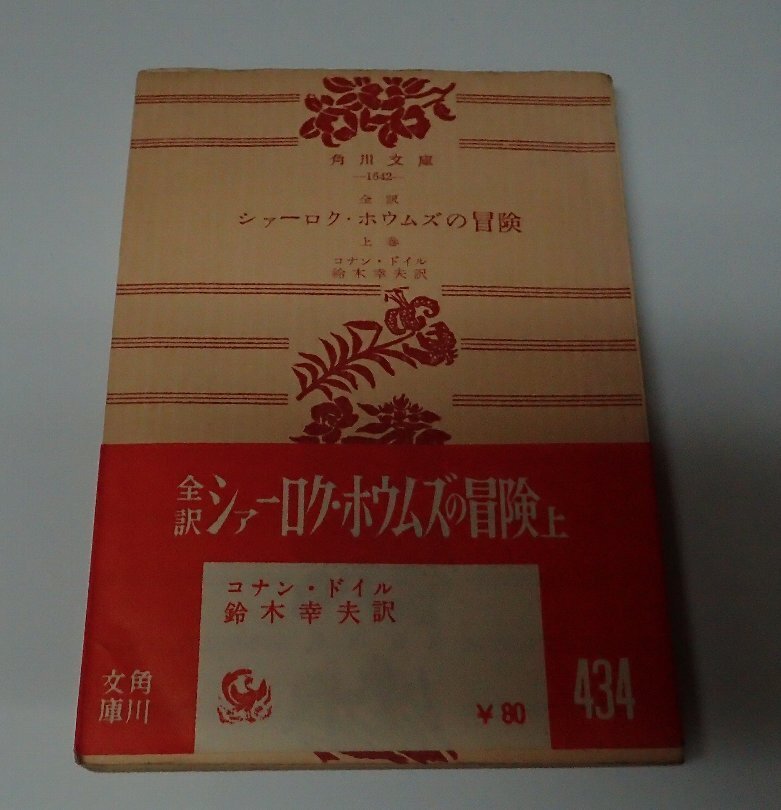 角川文庫
—1642—
全訳
シァーロク・ホウムズの冒険
上巻
コナン・ドイル
鈴木幸夫訳
全訳 シァーロク・ホウムズの冒険 上
コナン・ドイル
鈴木幸夫訳
角川文庫
¥80
434